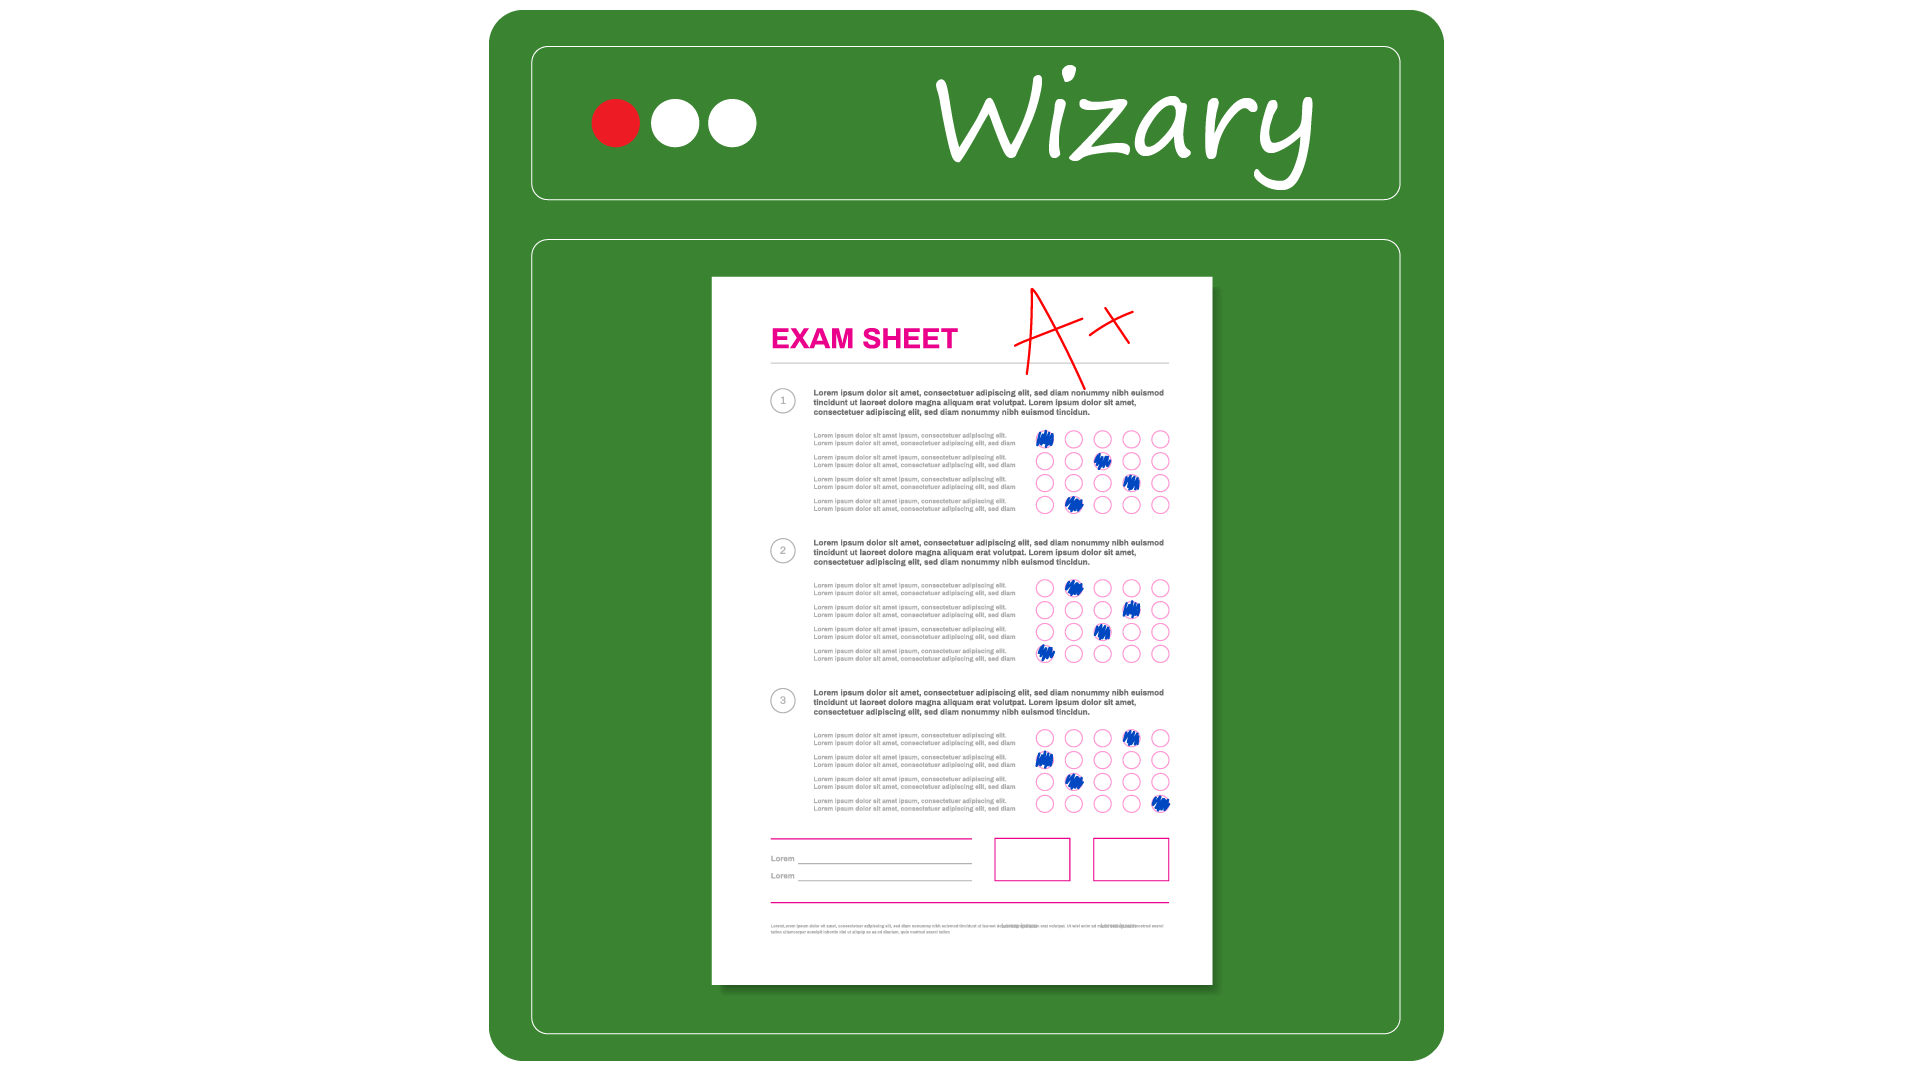 Wizary
EXAM SHEET
A+
1
Lorem ipsum dolor sit amet, consectetuer adipiscing elit, sed diam nonummy nibh euismod
tincidunt ut laoreet dolore magna aliquam erat volutpat. Lorem ipsum dolor sit amet,
consectetuer adipiscing elit, sed diam nonummy nibh euismod tincidun.
Lorem ipsum dolor sit amet ipsum, consectetuer adipiscing elit.
Lorem ipsum dolor sit amet, consectetuer adipiscing elit, sed diam
Lorem ipsum dolor sit amet ipsum, consectetuer adipiscing elit.
Lorem ipsum dolor sit amet, consectetuer adipiscing elit, sed diam
Lorem ipsum dolor sit amet ipsum, consectetuer adipiscing elit.
Lorem ipsum dolor sit amet, consectetuer adipiscing elit, sed diam
Lorem ipsum dolor sit amet ipsum, consectetuer adipiscing elit.
Lorem ipsum dolor sit amet, consectetuer adipiscing elit, sed diam
2
Lorem ipsum dolor sit amet, consectetuer adipiscing elit, sed diam nonummy nibh euismod
tincidunt ut laoreet dolore magna aliquam erat volutpat. Lorem ipsum dolor sit amet,
consectetuer adipiscing elit, sed diam nonummy nibh euismod tincidun.
Lorem ipsum dolor sit amet ipsum, consectetuer adipiscing elit.
Lorem ipsum dolor sit amet, consectetuer adipiscing elit, sed diam
Lorem ipsum dolor sit amet ipsum, consectetuer adipiscing elit.
Lorem ipsum dolor sit amet, consectetuer adipiscing elit, sed diam
Lorem ipsum dolor sit amet ipsum, consectetuer adipiscing elit.
Lorem ipsum dolor sit amet, consectetuer adipiscing elit, sed diam
Lorem ipsum dolor sit amet ipsum, consectetuer adipiscing elit.
Lorem ipsum dolor sit amet, consectetuer adipiscing elit, sed diam
3
Lorem ipsum dolor sit amet, consectetuer adipiscing elit, sed diam nonummy nibh euismod
tincidunt ut laoreet dolore magna aliquam erat volutpat. Lorem ipsum dolor sit amet,
consectetuer adipiscing elit, sed diam nonummy nibh euismod tincidun.
Lorem ipsum dolor sit amet ipsum, consectetuer adipiscing elit.
Lorem ipsum dolor sit amet, consectetuer adipiscing elit, sed diam
Lorem ipsum dolor sit amet ipsum, consectetuer adipiscing elit.
Lorem ipsum dolor sit amet, consectetuer adipiscing elit, sed diam
Lorem ipsum dolor sit amet ipsum, consectetuer adipiscing elit.
Lorem ipsum dolor sit amet, consectetuer adipiscing elit, sed diam
Lorem ipsum dolor sit amet ipsum, consectetuer adipiscing elit.
Lorem ipsum dolor sit amet, consectetuer adipiscing elit, sed diam
Lorem
Lorem